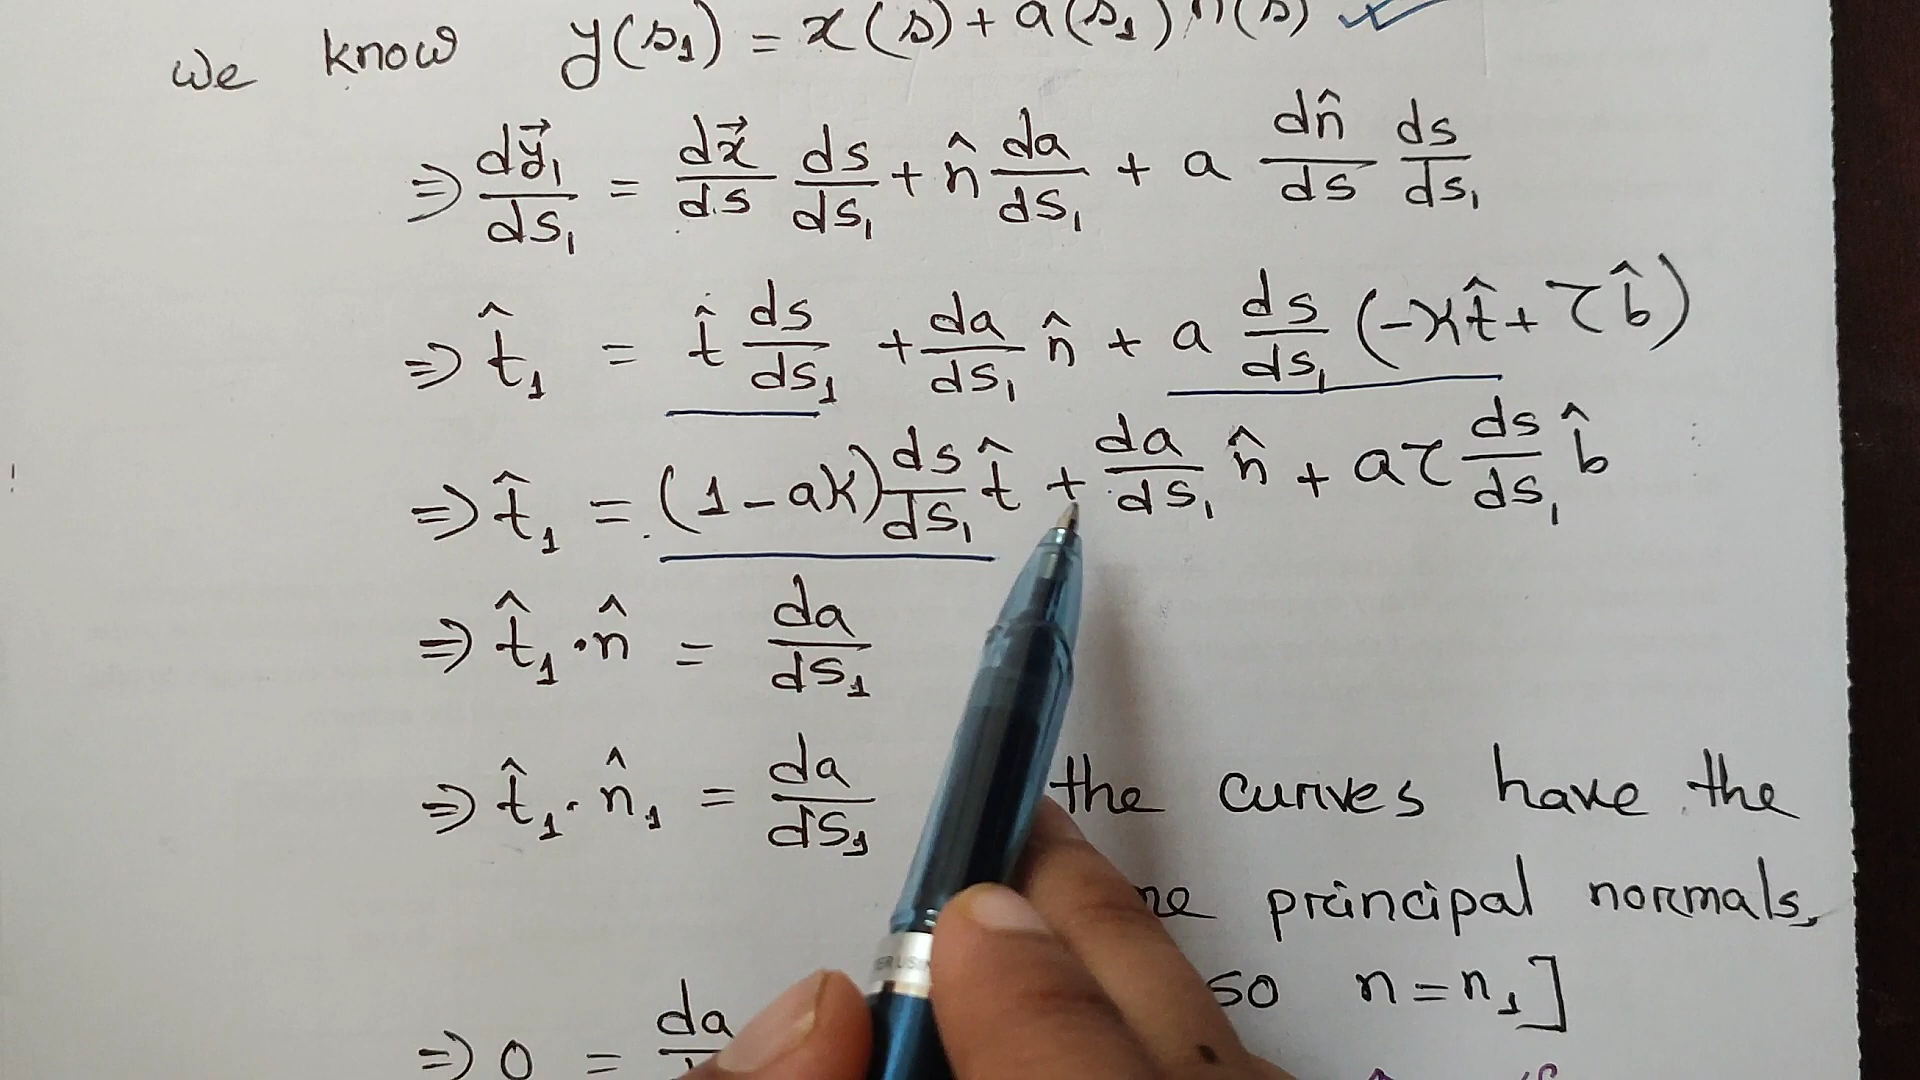 we know y(s₁) = x(s) + a(s₁) n(s)
⇒ dy⃗₁/ds₁ = dx⃗/ds ds/ds₁ + n̂ da/ds₁ + a dn̂/ds ds/ds₁
⇒ t̂₁ = t̂ ds/ds₁ + da/ds₁ n̂ + a ds/ds₁ (-κt̂ + τb̂)
⇒ t̂₁ = (1-aκ) ds/ds₁ t̂ + da/ds₁ n̂ + aτ ds/ds₁ b̂
⇒ t̂₁·n̂ = da/ds₁
⇒ t̂₁·n̂₁ = da/ds₁ the curves have the
principal normals,
⇒ 0 = da so n=n₁]